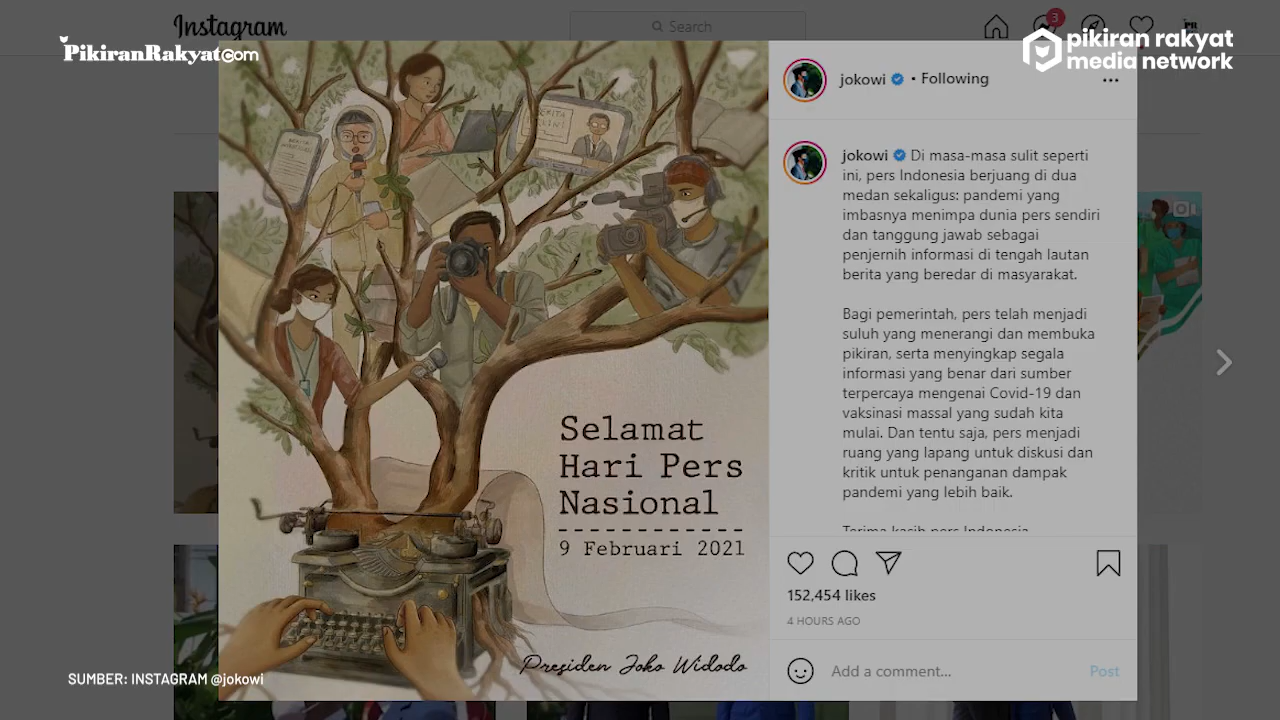 Instagram
Search
3
PikiranRakyat.com
pikiran rakyat
media network
jokowi • Following
jokowi Di masa-masa sulit seperti
ini, pers Indonesia berjuang di dua
medan sekaligus: pandemi yang
imbasnya menimpa dunia pers sendiri
dan tanggung jawab sebagai
penjernih informasi di tengah lautan
berita yang beredar di masyarakat.
Bagi pemerintah, pers telah menjadi
suluh yang menerangi dan membuka
pikiran, serta menyingkap segala
informasi yang benar dari sumber
terpercaya mengenai Covid-19 dan
vaksinasi massal yang sudah kita
mulai. Dan tentu saja, pers menjadi
ruang yang lapang untuk diskusi dan
kritik untuk penanganan dampak
pandemi yang lebih baik.
Terima kasih pers Indonesia
152,454 likes
4 HOURS AGO
Add a comment...
Post
Selamat
Hari Pers
Nasional
9 Februari 2021
Presiden Joko Widodo
SUMBER: INSTAGRAM @jokowi